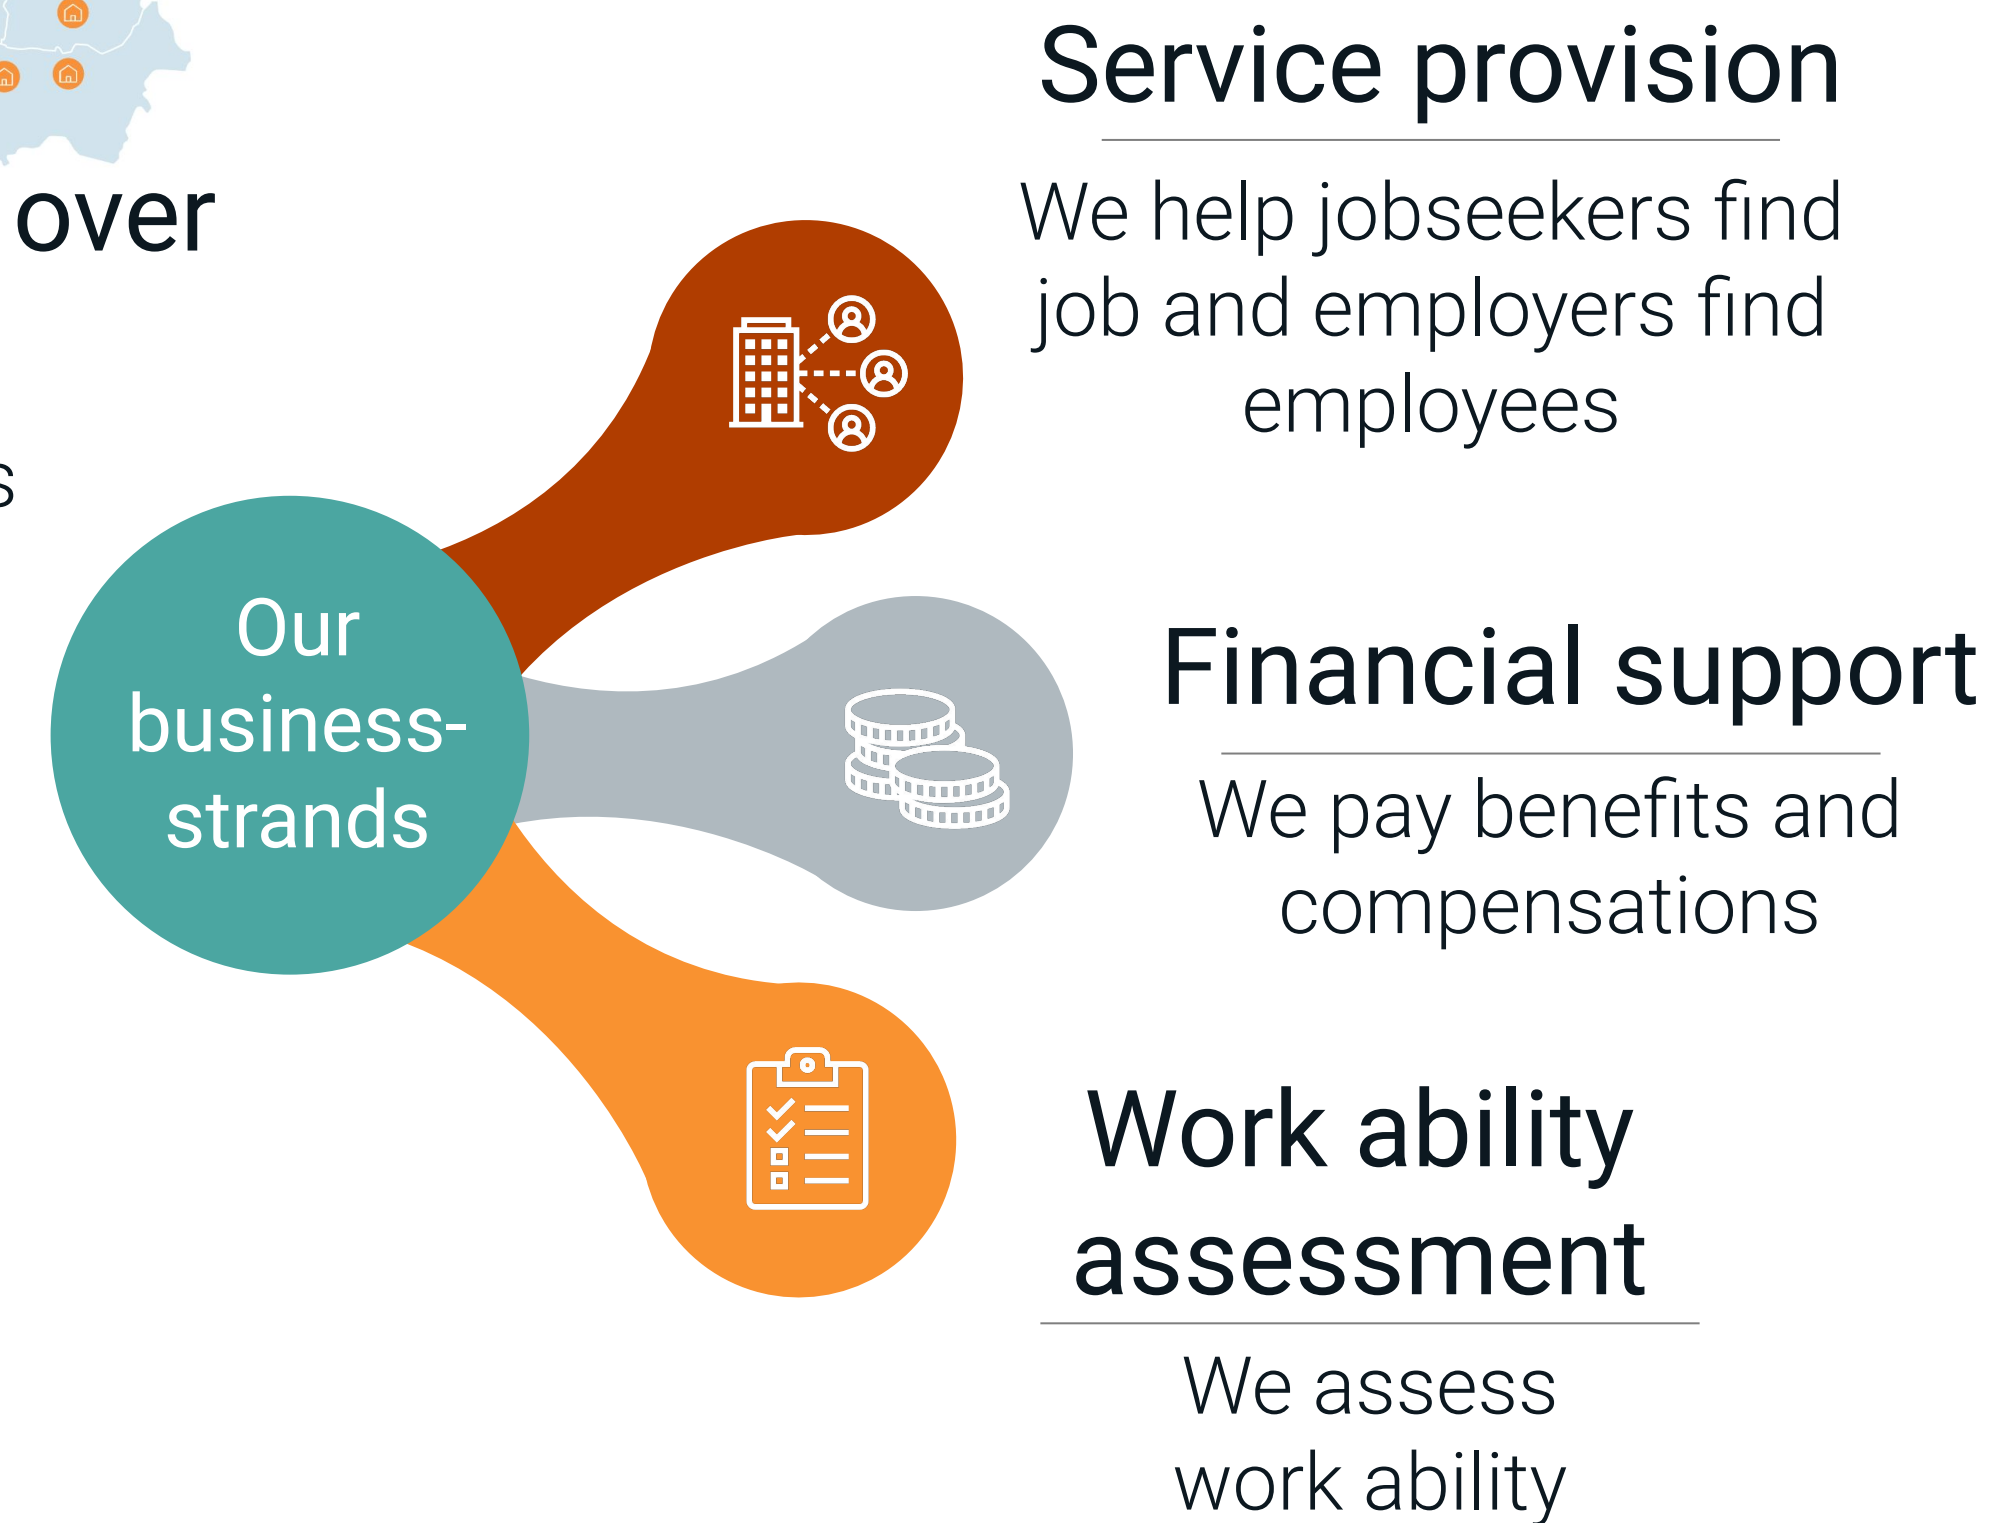 over
s
Our
business-
strands
Service provision
We help jobseekers find
job and employers find
employees
Financial support
We pay benefits and
compensations
Work ability
assessment
We assess
work ability